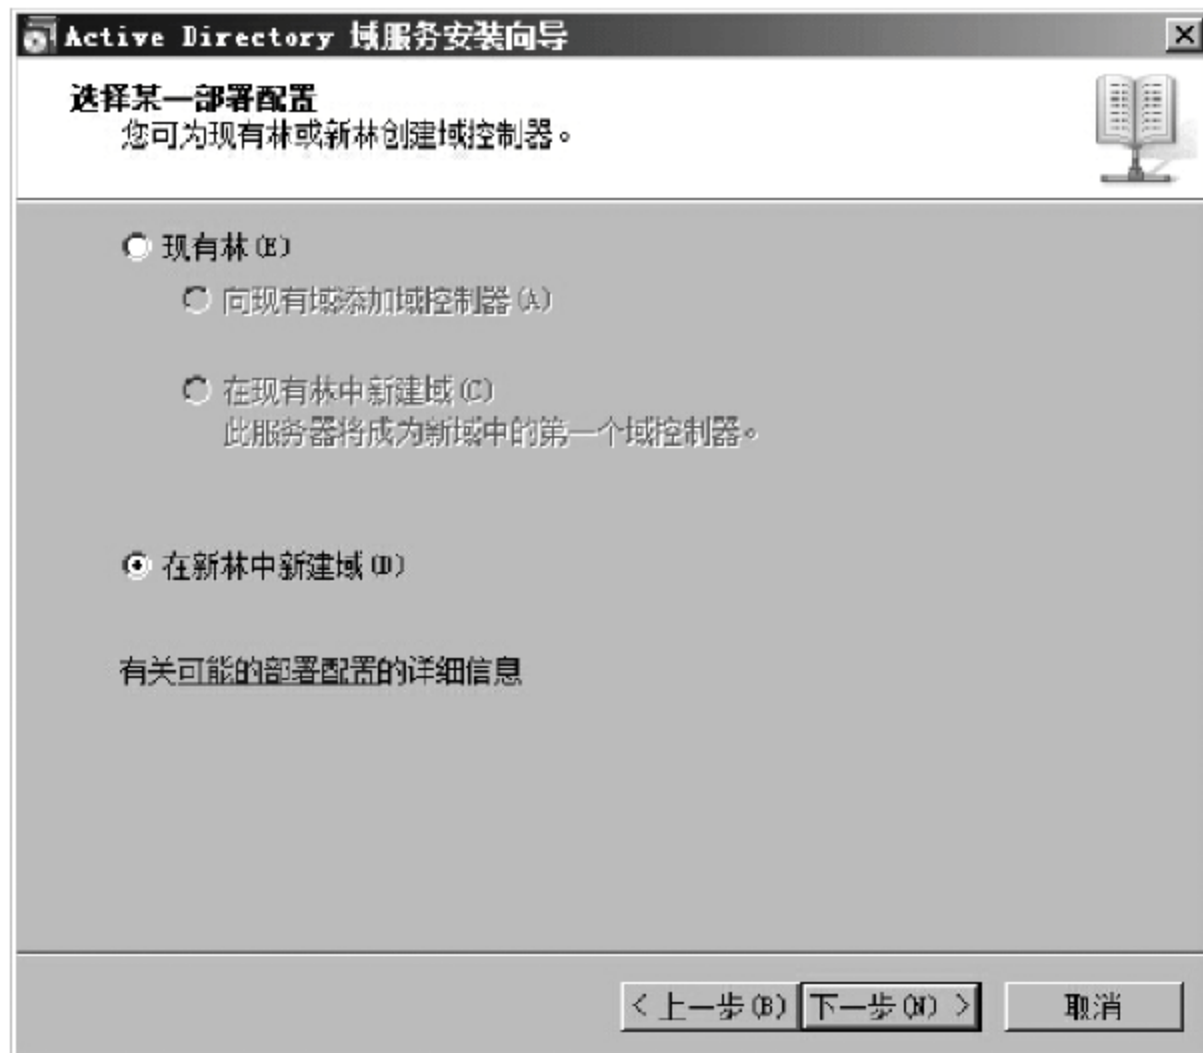 Active Directory 域服务安装向导
选择某一部署配置
您可为现有林或新林创建域控制器。
现有林(E)
向现有域添加域控制器(A)
在现有林中新建域(C)
此服务器将成为新域中的第一个域控制器。
在新林中新建域(D)
有关可能的部署配置的详细信息
< 上一步(B) 下一步(N) > 取消